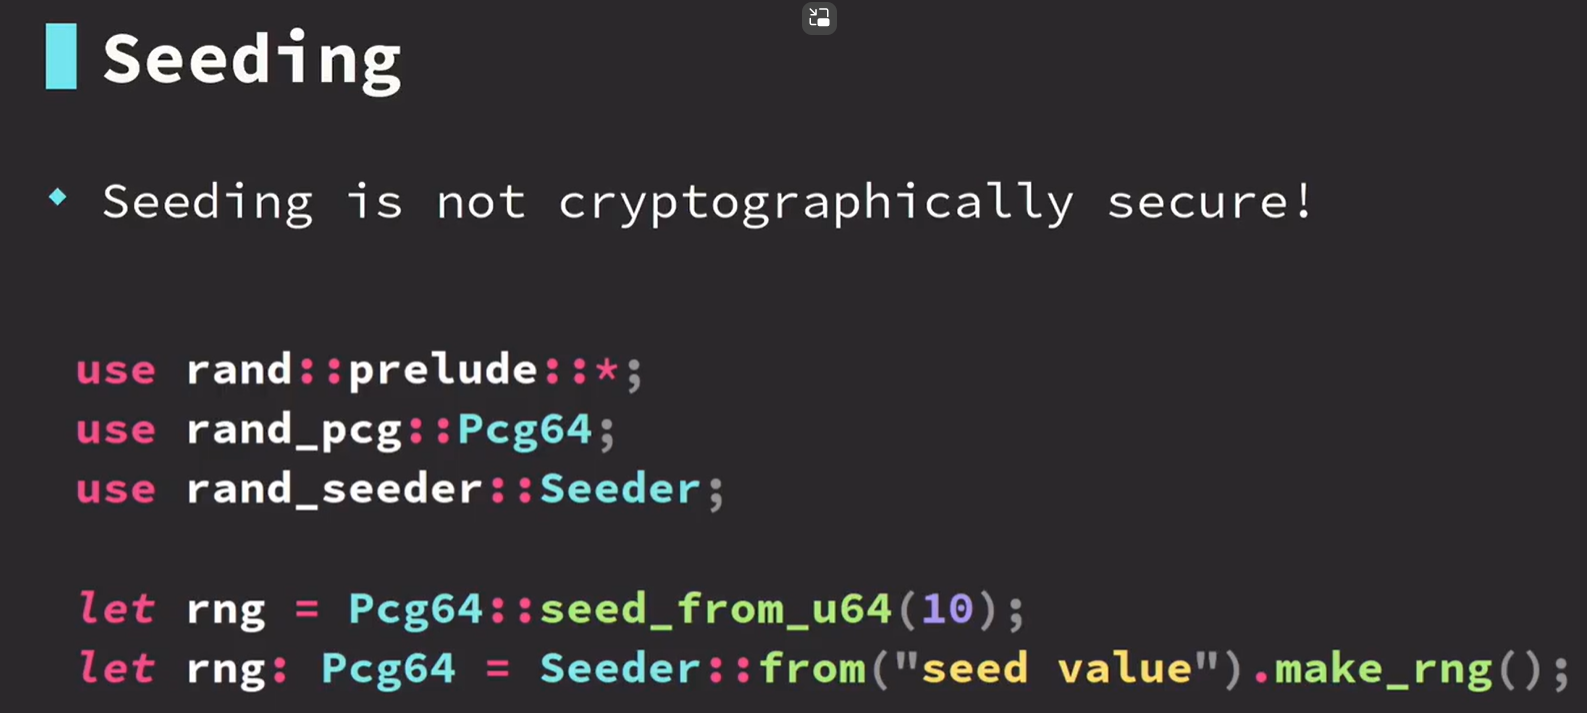 Seeding
Seeding is not cryptographically secure!
use rand::prelude::*;
use rand_pcg::Pcg64;
use rand_seeder::Seeder;
let rng = Pcg64::seed_from_u64(10);
let rng: Pcg64 = Seeder::from("seed value").make_rng();